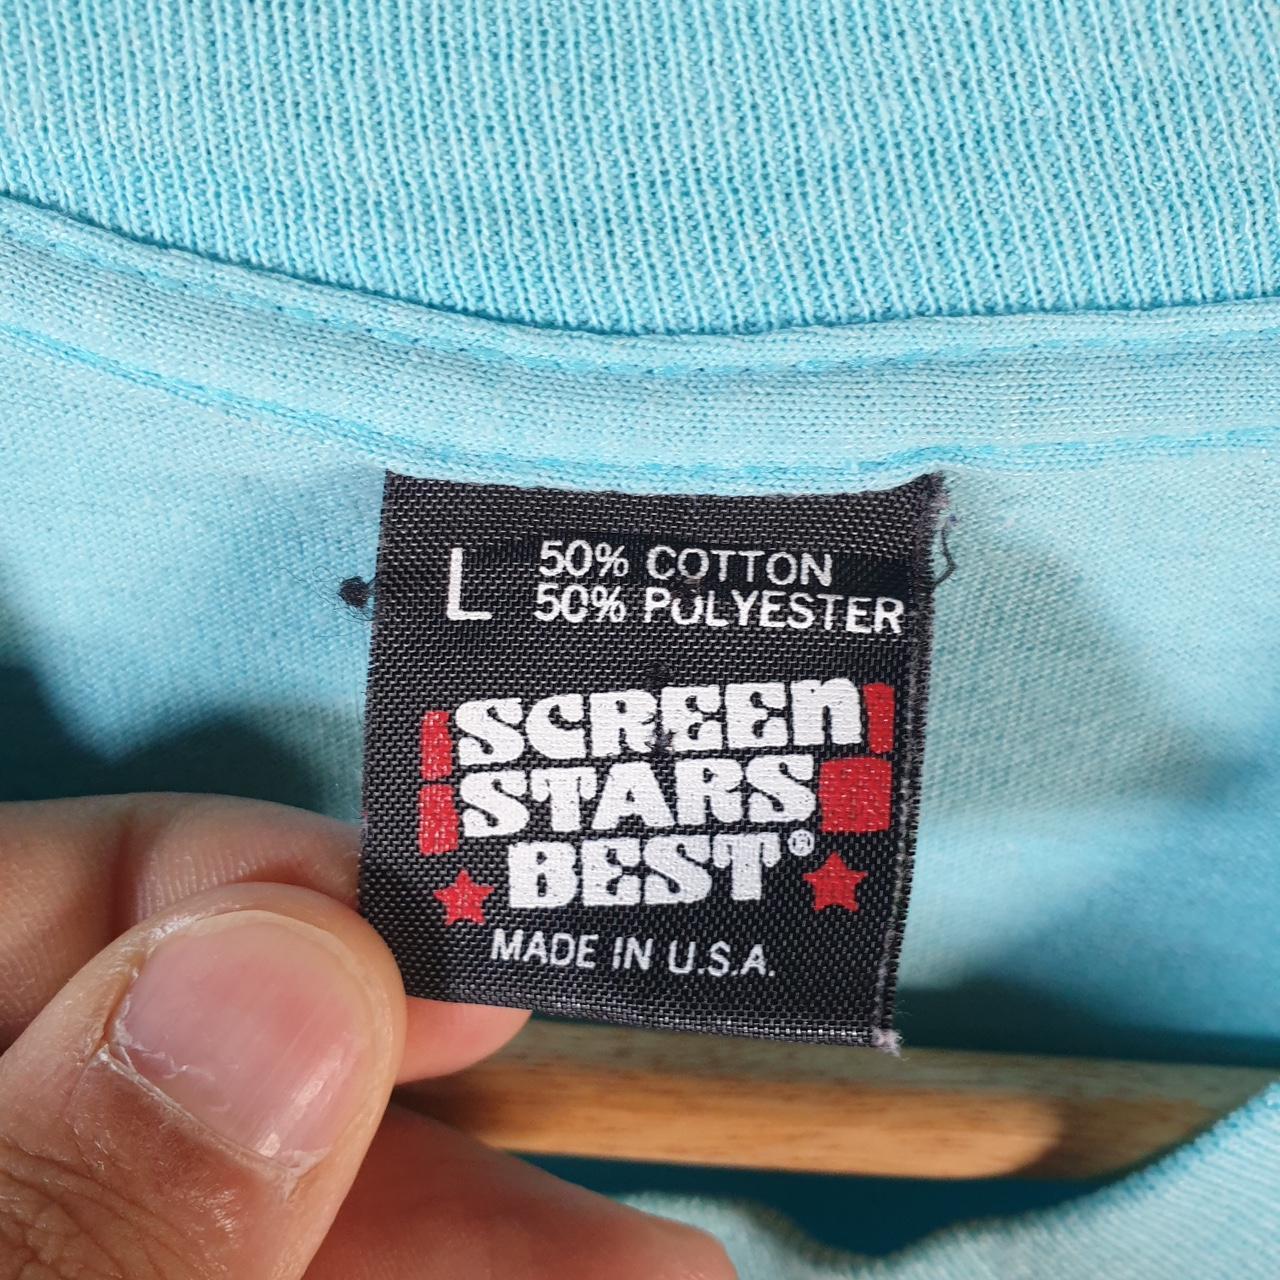 L 50% COTTON
50% POLYESTER
SCREEN
STARS
BEST®
MADE IN U.S.A.